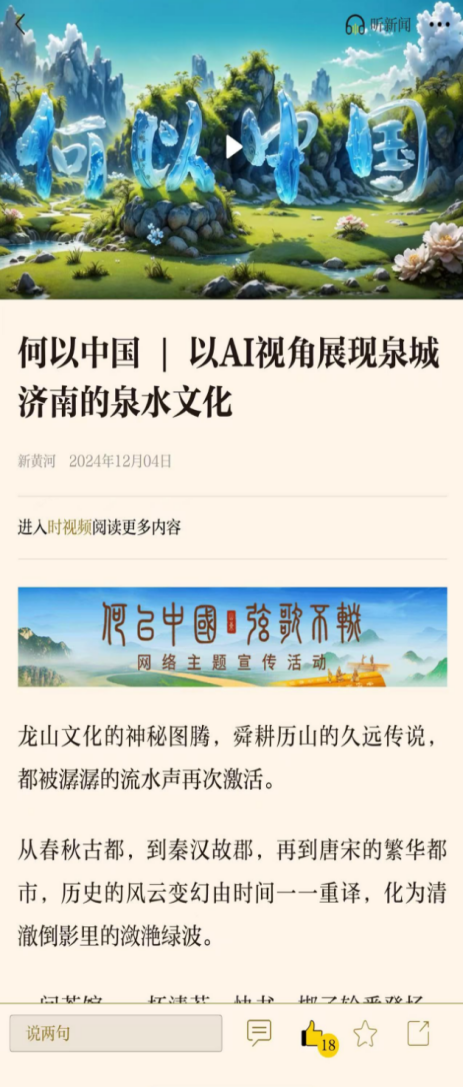 听新闻
何以中国
何以中国 ｜ 以AI视角展现泉城
济南的泉水文化
新黄河 2024年12月04日
进入时视频阅读更多内容
何以中國 弦歌不輟
网络主题宣传活动
龙山文化的神秘图腾，舜耕历山的久远传说，
都被潺潺的流水声再次激活。
从春秋古都，到秦汉故郡，再到唐宋的繁华都
市，历史的风云变幻由时间一一重译，化为清
澈倒影里的潋滟绿波。
说两句
18